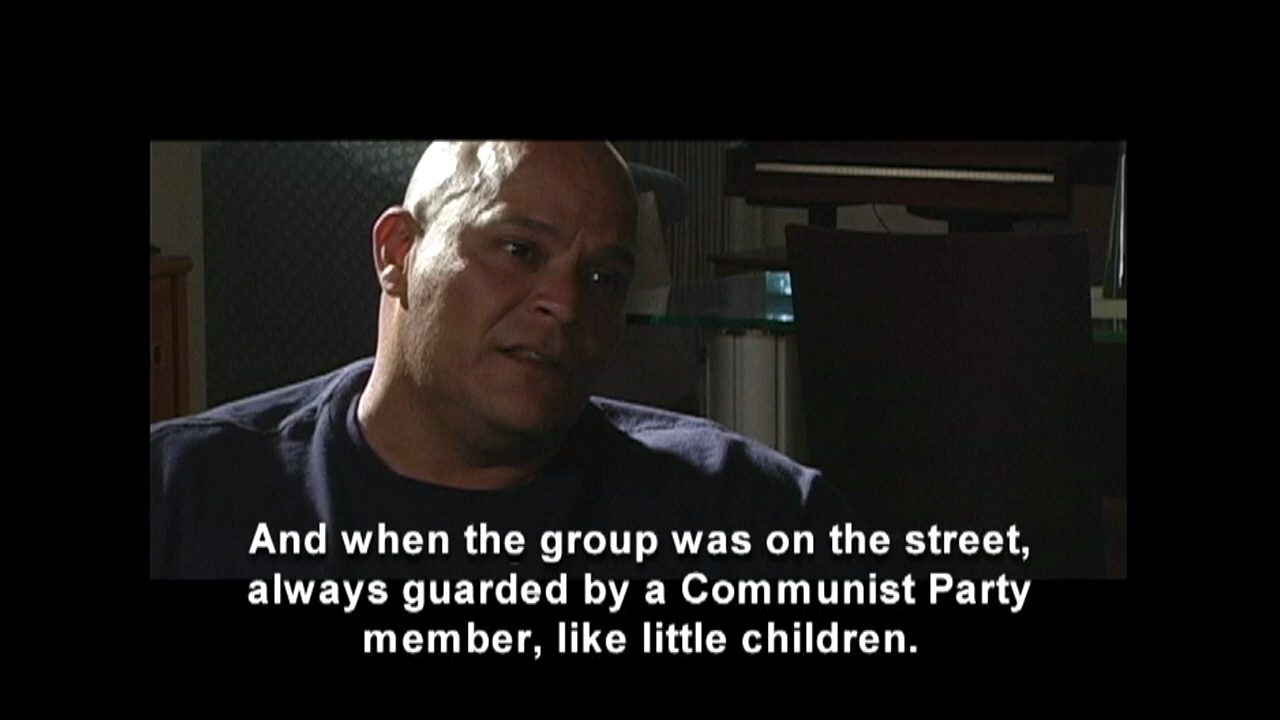 And when the group was on the street,
always guarded by a Communist Party
member, like little children.